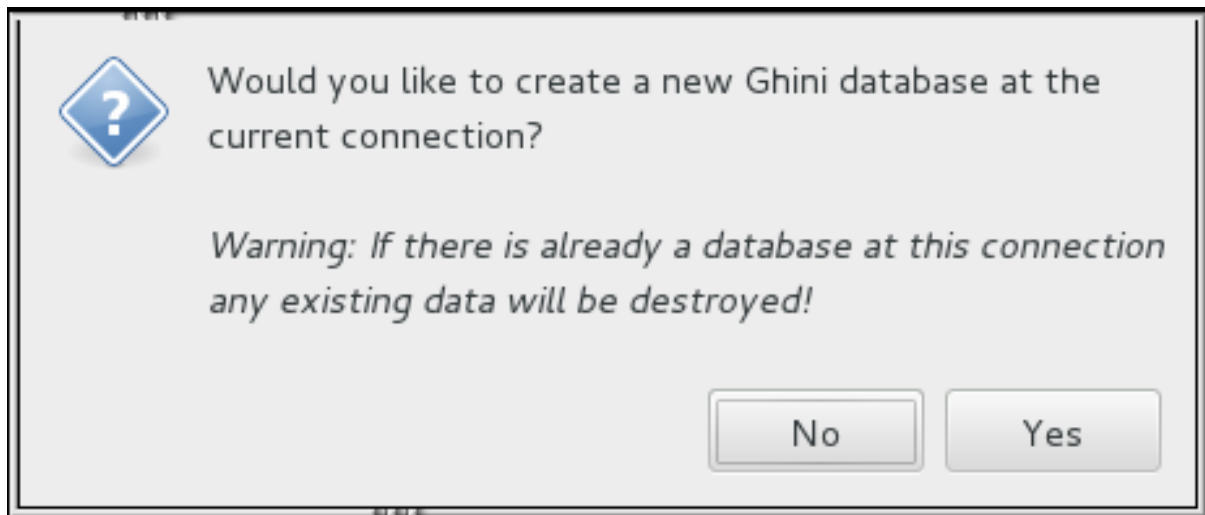 Would you like to create a new Ghini database at the
current connection?
Warning: If there is already a database at this connection
any existing data will be destroyed!
No Yes